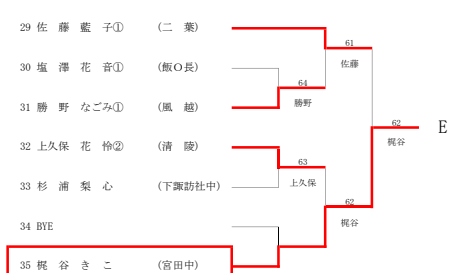 29 佐 藤 藍 子① (二 葉)
61
佐藤
30 塩 澤 花 音① (飯O長)
64
31 勝 野 なごみ① (風 越)
勝野
62 E
梶谷
32 上久保 花 怜② (清 陵)
63
上久保
33 杉 浦 梨 心 (下諏訪社中)
62
梶谷
34 BYE
35 梶 谷 き こ (宮田中)